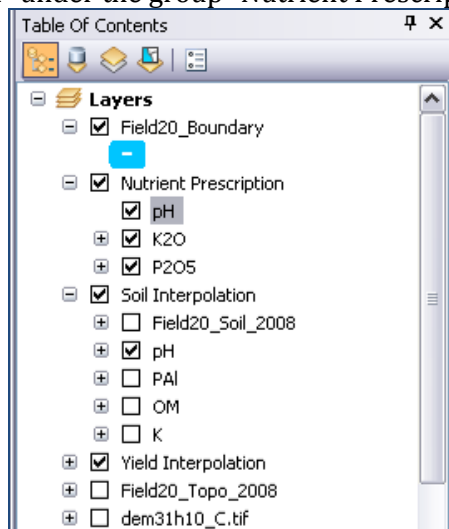 under the group "Nutrient Prescrip
Table Of Contents
Layers
Field20_Boundary
Nutrient Prescription
pH
K2O
P2O5
Soil Interpolation
Field20_Soil_2008
pH
PAl
OM
K
Yield Interpolation
Field20_Topo_2008
dem31h10_C.tif